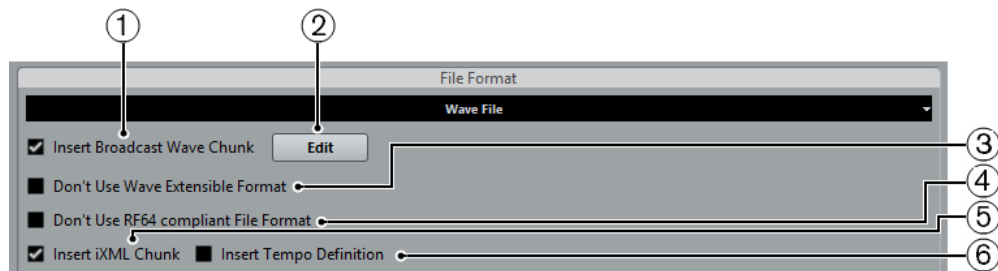 ① ②
File Format
Wave File
Insert Broadcast Wave Chunk Edit
③
Don't Use Wave Extensible Format
④
Don't Use RF64 compliant File Format
⑤
Insert iXML Chunk Insert Tempo Definition ⑥